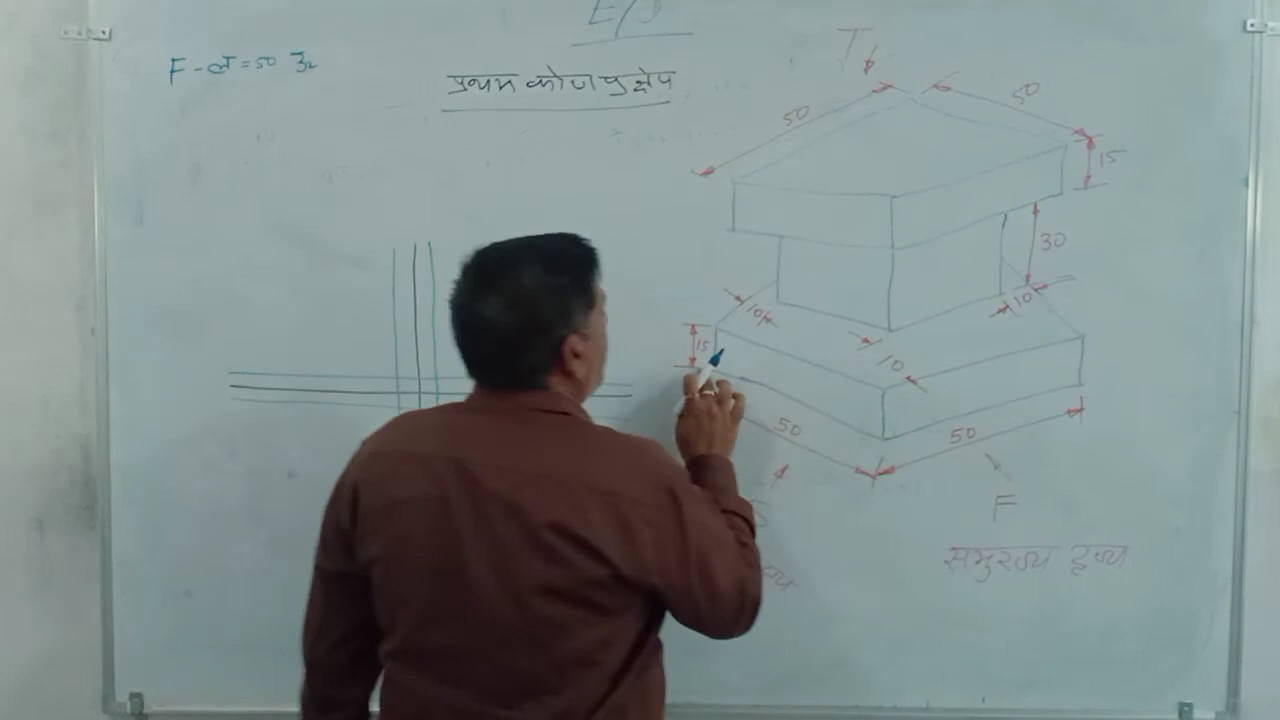 E/D
F-ल = 50 उ
प्रथम कोण प्रक्षेप
T
50
50
15
30
10
10
10
15
50
50
F
समुख्य दृश्य